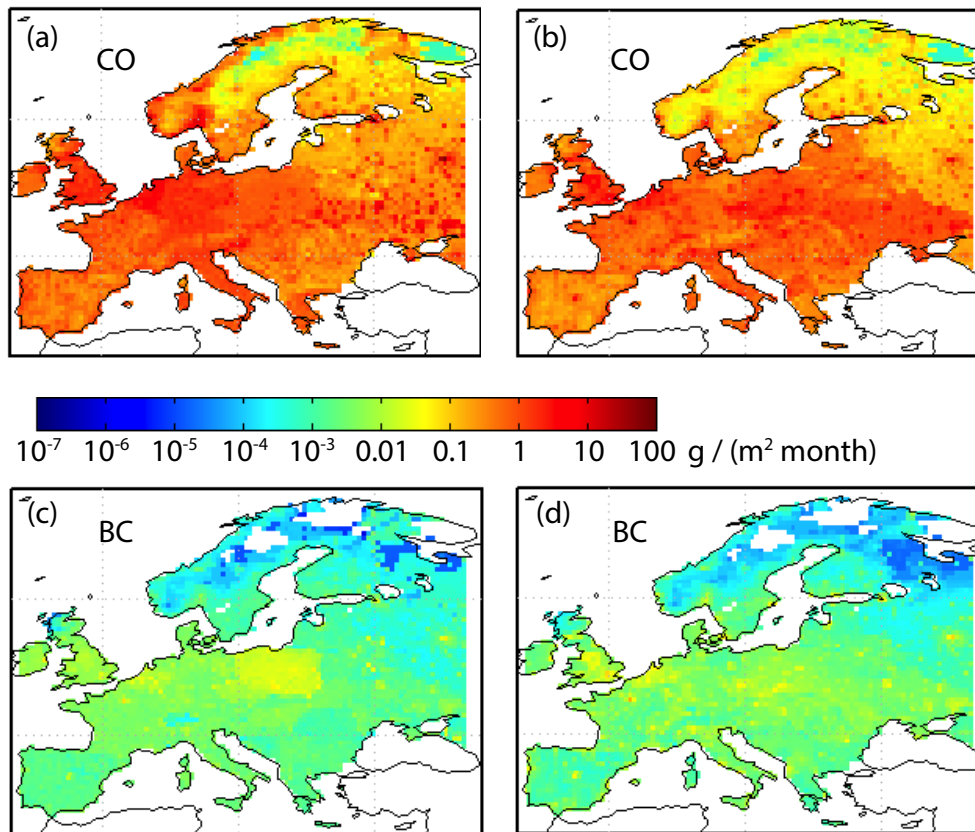 (a) CO
(b) CO
10⁻⁷ 10⁻⁶ 10⁻⁵ 10⁻⁴ 10⁻³ 0.01 0.1 1 10 100 g / (m² month)
(c) BC
(d) BC